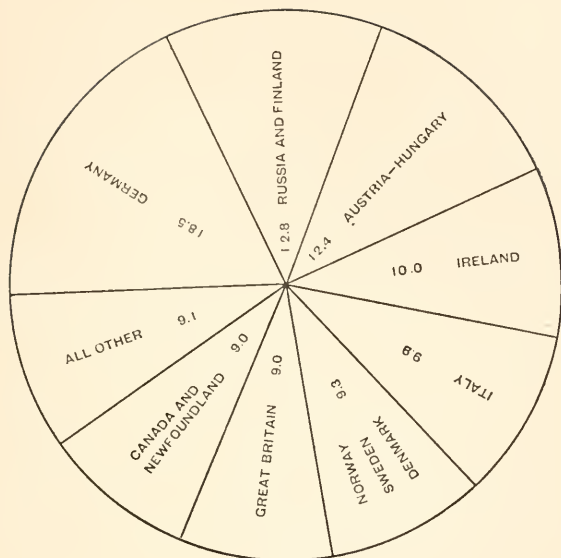 GERMANY
18.5
RUSSIA AND FINLAND
12.8
AUSTRIA–HUNGARY
12.4
IRELAND
10.0
ITALY
9.8
NORWAY
SWEDEN
DENMARK
9.3
GREAT BRITAIN
9.0
CANADA AND
NEWFOUNDLAND
9.0
ALL OTHER
9.1